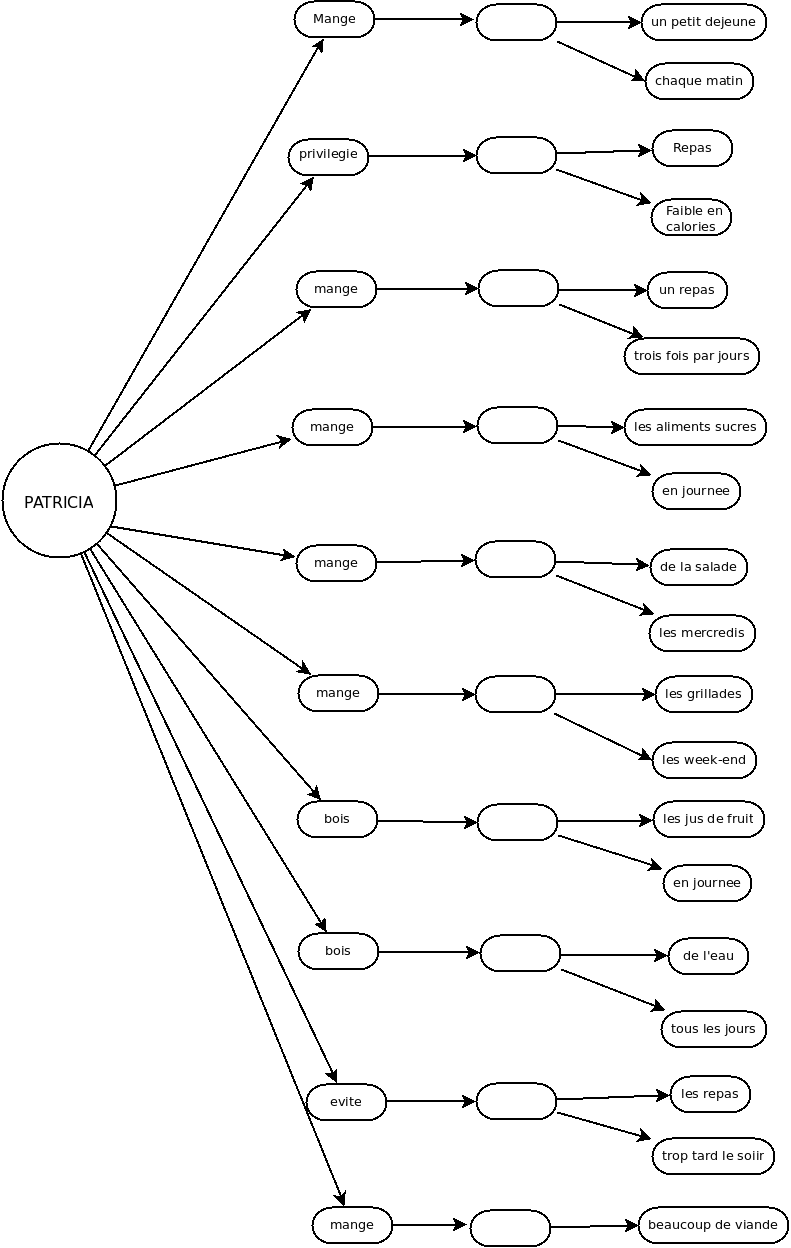 Mange
un petit dejeune
chaque matin
privilegie
Repas
Faible en
calories
mange
un repas
trois fois par jours
mange
les aliments sucres
en journee
PATRICIA
mange
de la salade
les mercredis
mange
les grillades
les week-end
bois
les jus de fruit
en journee
bois
de l'eau
tous les jours
evite
les repas
trop tard le soiir
mange
beaucoup de viande